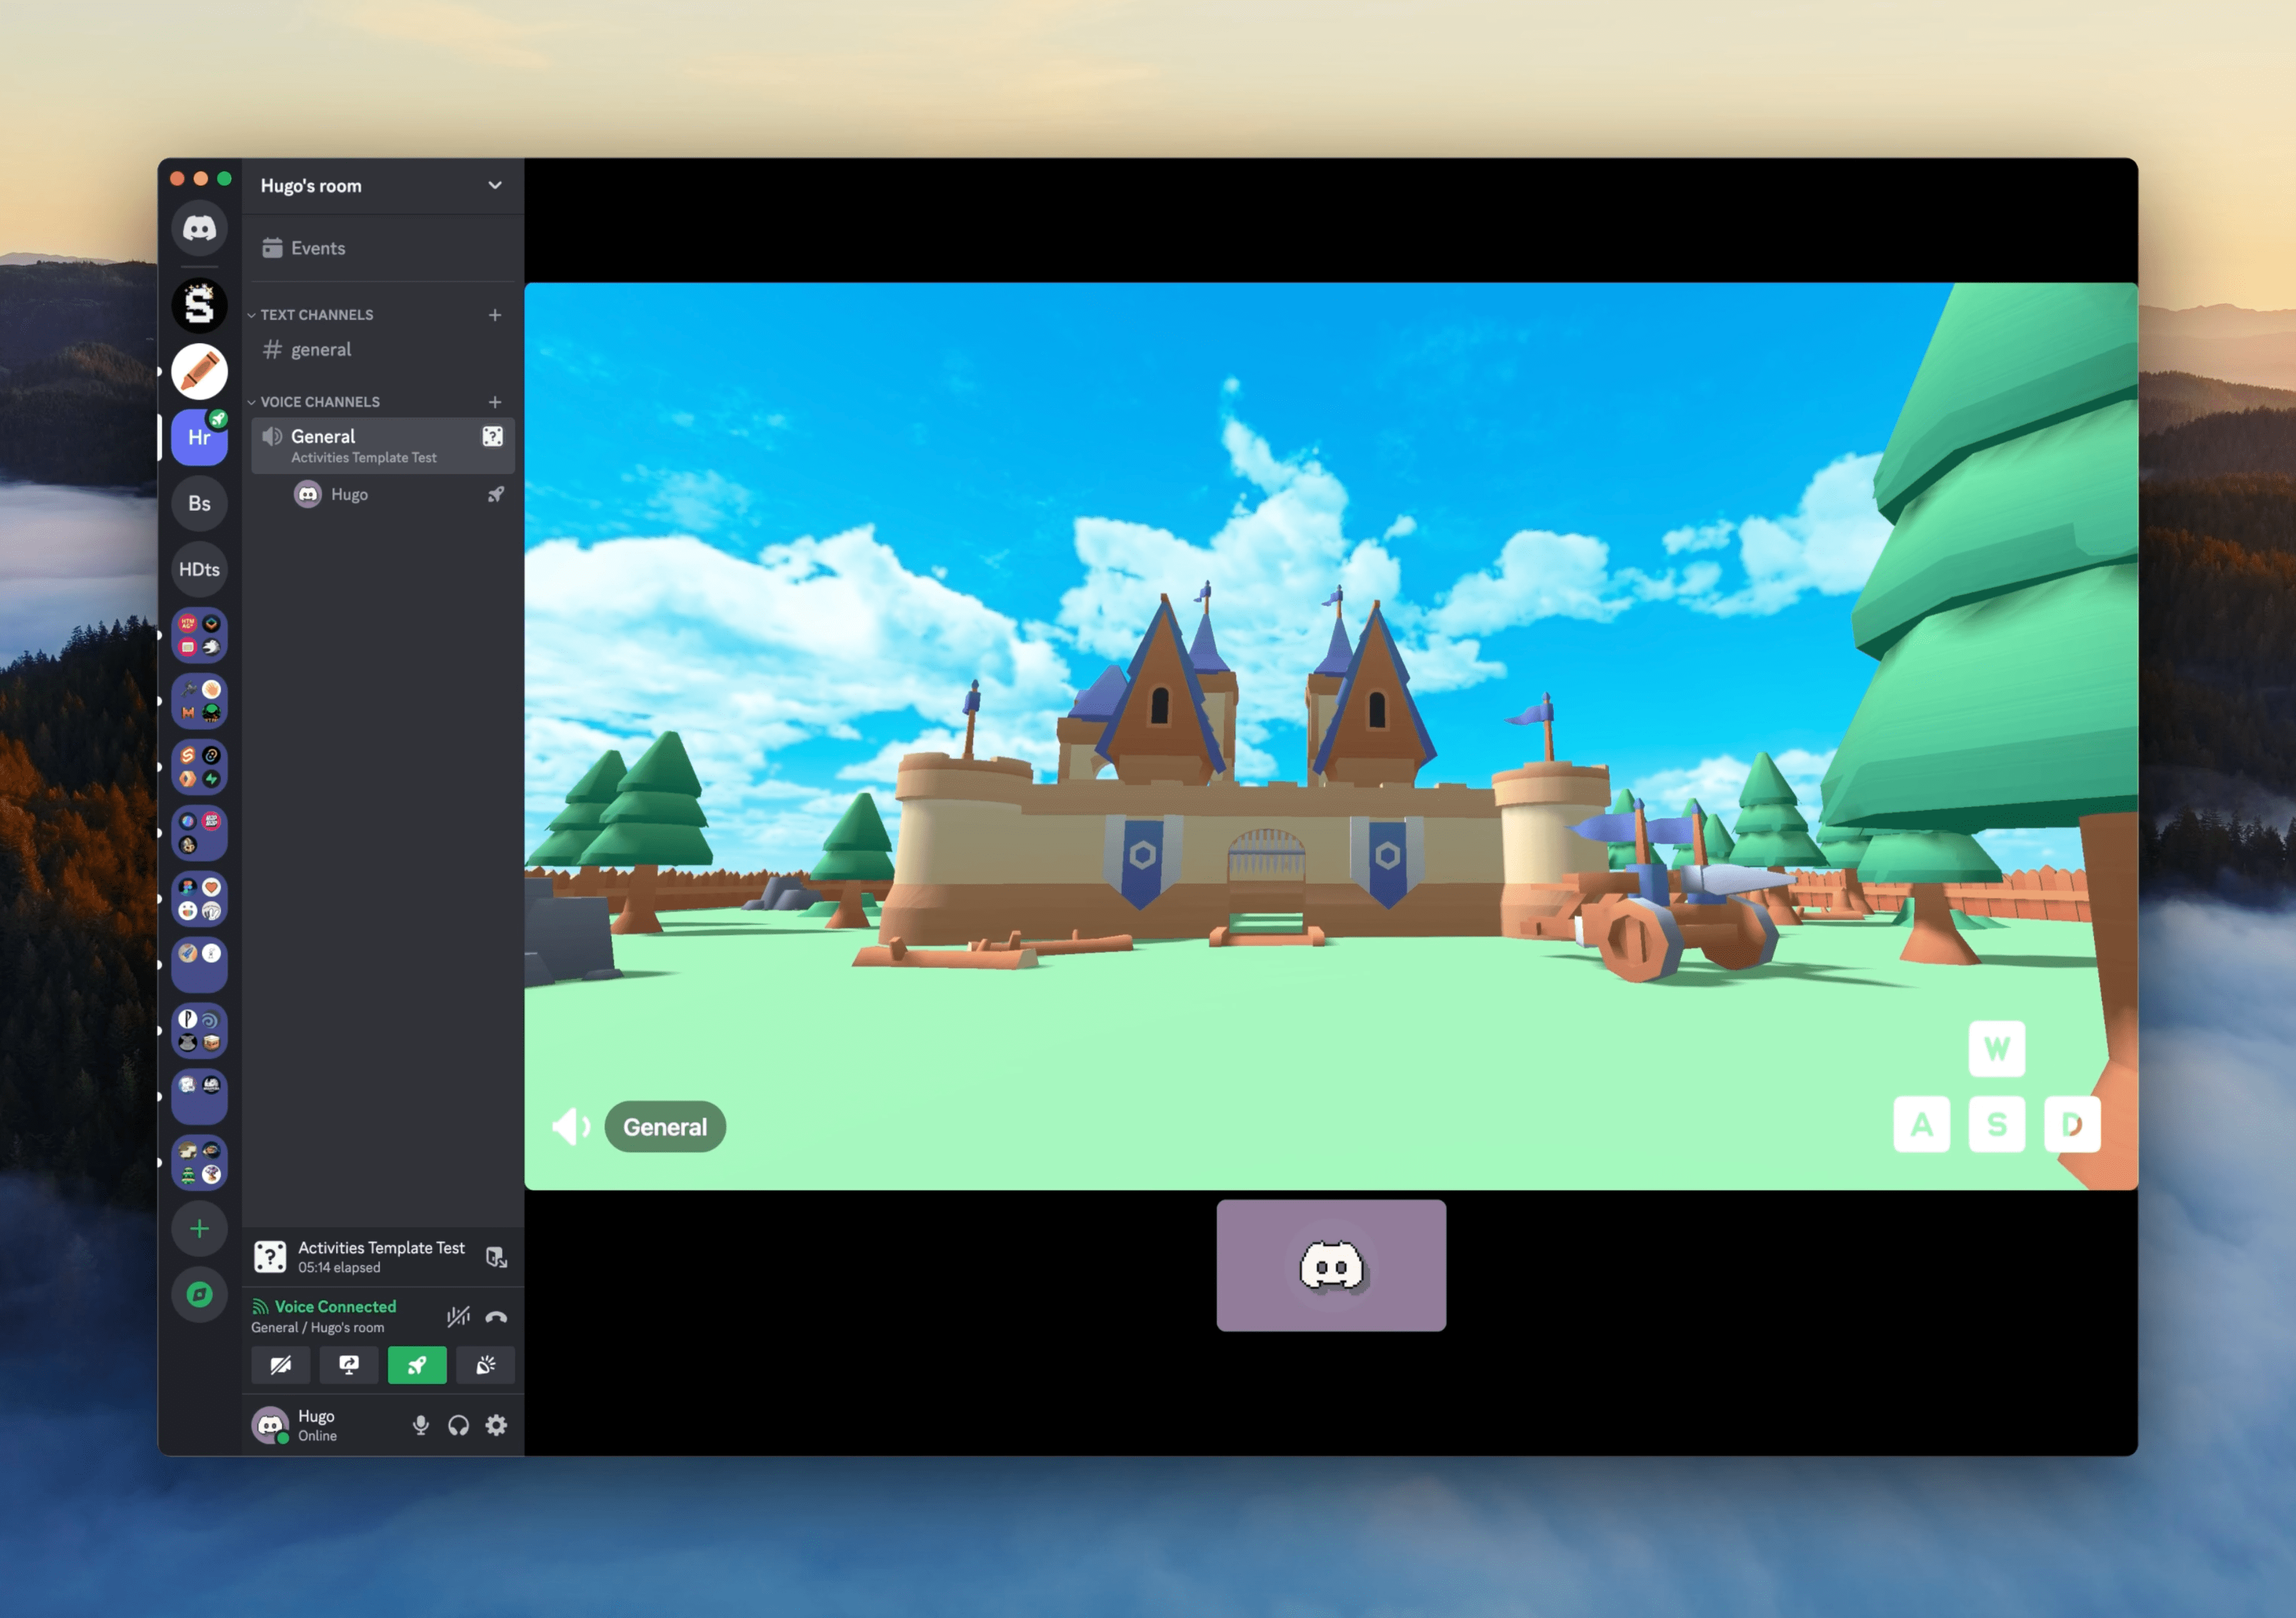 Hugo's room
Events
TEXT CHANNELS
general
VOICE CHANNELS
General
Activities Template Test
Hugo
S
Hr
Bs
HDts
Activities Template Test
05:14 elapsed
Voice Connected
General / Hugo's room
Hugo
Online
General
W
A S D